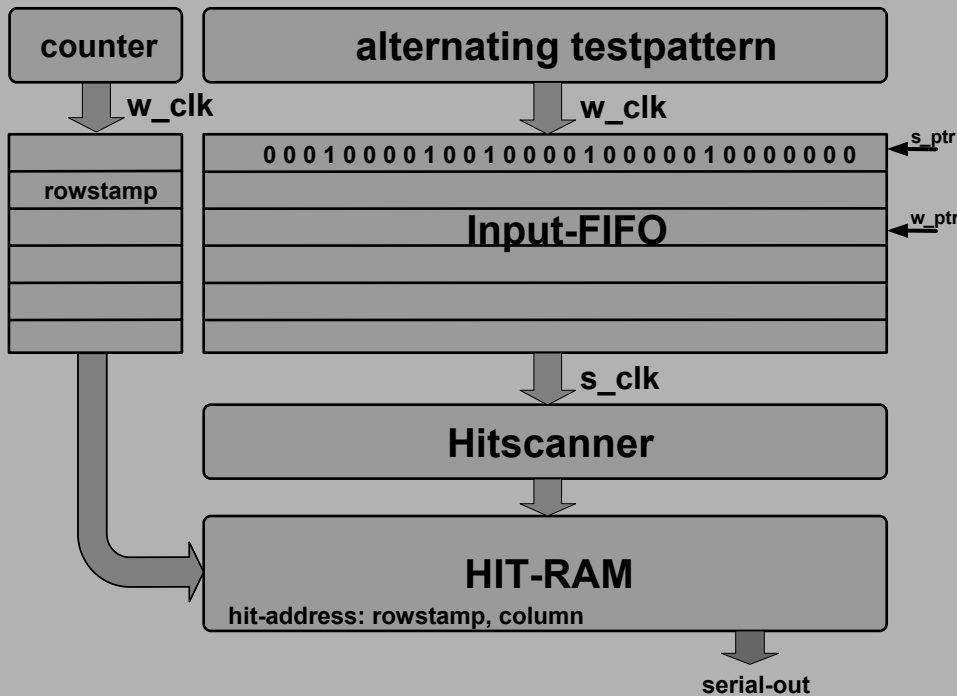 counter
alternating testpattern
w_clk
w_clk
0 0 0 1 0 0 0 0 1 0 0 1 0 0 0 0 1 0 0 0 0 0 1 0 0 0 0 0 0 0
s_ptr
rowstamp
Input-FIFO
w_ptr
s_clk
Hitscanner
HIT-RAM
hit-address: rowstamp, column
serial-out